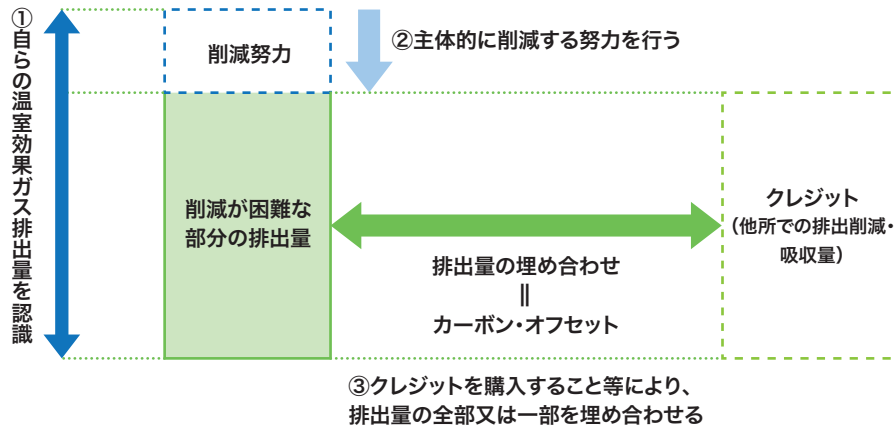 ①自らの温室効果ガス排出量を認識
削減努力
②主体的に削減する努力を行う
削減が困難な
部分の排出量
排出量の埋め合わせ
||
カーボン・オフセット
クレジット
(他所での排出削減・
吸収量)
③クレジットを購入すること等により、
排出量の全部又は一部を埋め合わせる